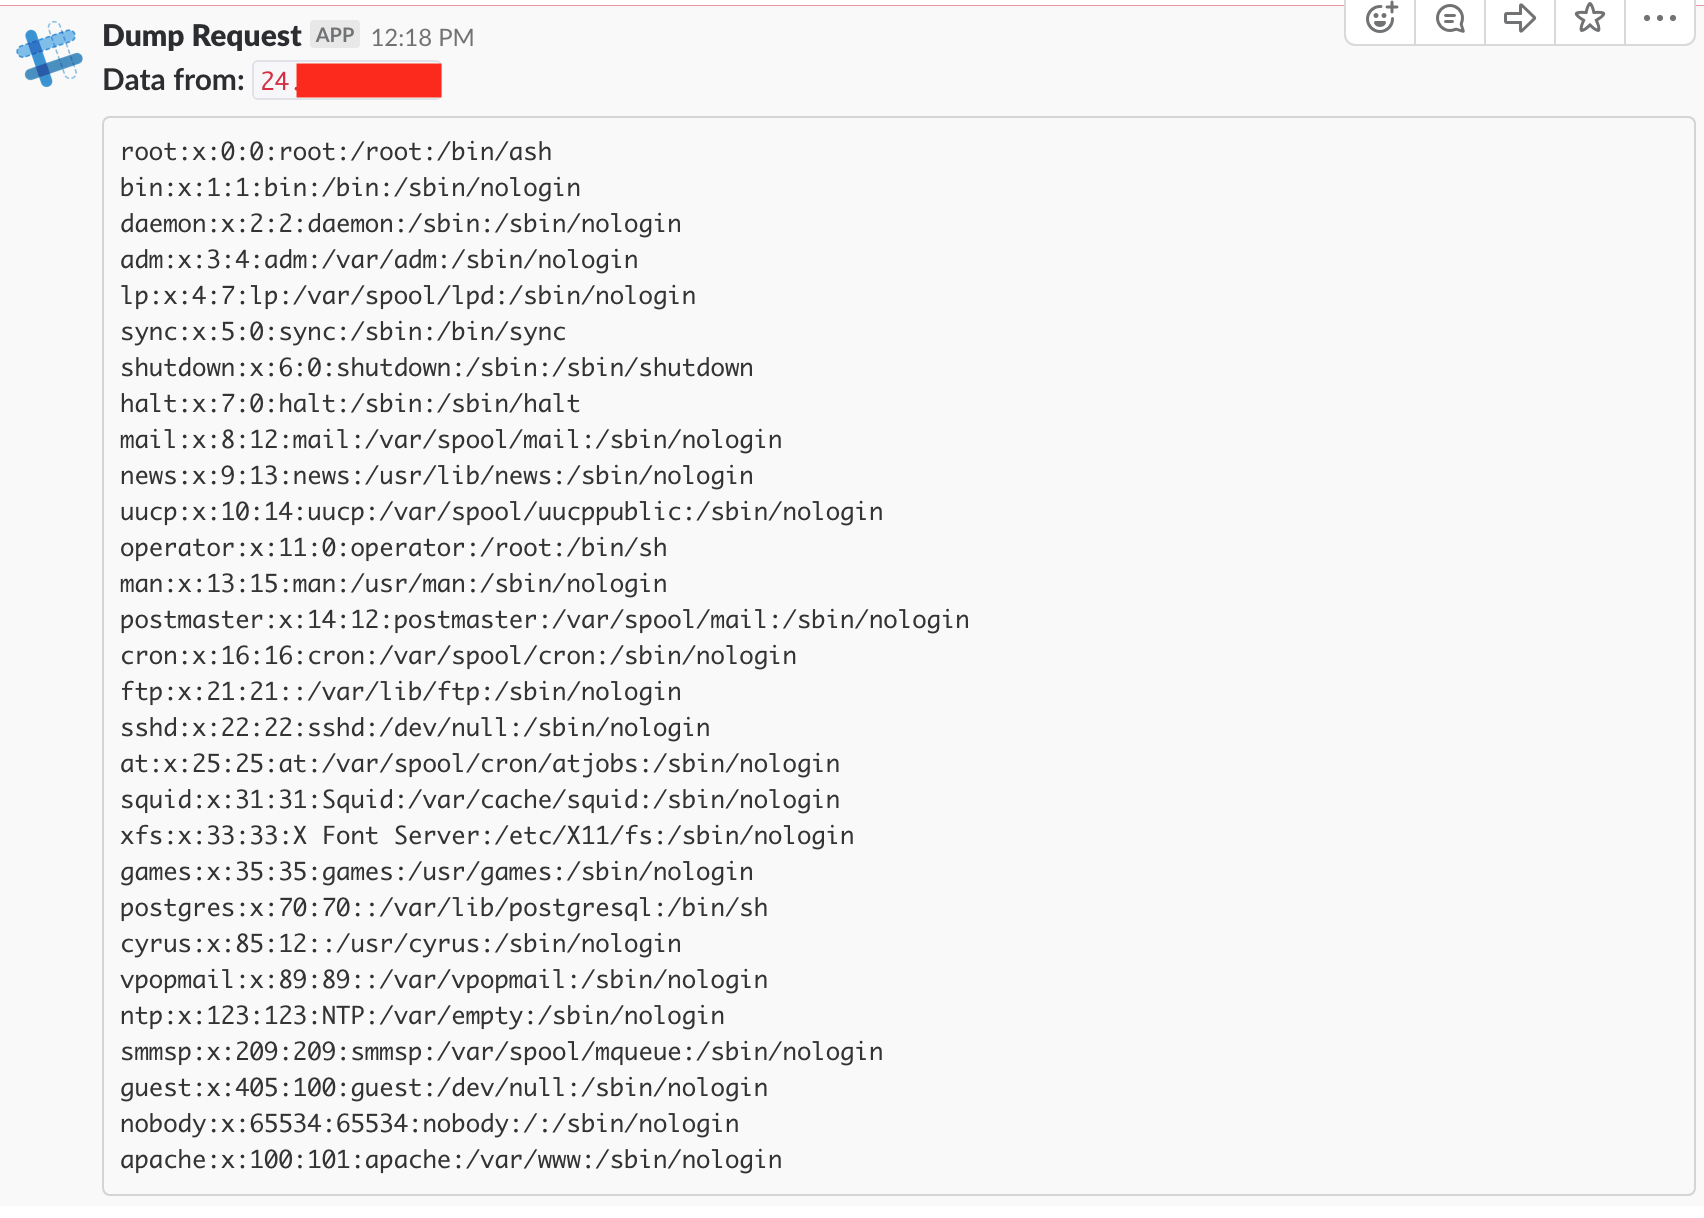 Dump Request APP 12:18 PM
Data from: 24.
root:x:0:0:root:/root:/bin/ash
bin:x:1:1:bin:/bin:/sbin/nologin
daemon:x:2:2:daemon:/sbin:/sbin/nologin
adm:x:3:4:adm:/var/adm:/sbin/nologin
lp:x:4:7:lp:/var/spool/lpd:/sbin/nologin
sync:x:5:0:sync:/sbin:/bin/sync
shutdown:x:6:0:shutdown:/sbin:/sbin/shutdown
halt:x:7:0:halt:/sbin:/sbin/halt
mail:x:8:12:mail:/var/spool/mail:/sbin/nologin
news:x:9:13:news:/usr/lib/news:/sbin/nologin
uucp:x:10:14:uucp:/var/spool/uucppublic:/sbin/nologin
operator:x:11:0:operator:/root:/bin/sh
man:x:13:15:man:/usr/man:/sbin/nologin
postmaster:x:14:12:postmaster:/var/spool/mail:/sbin/nologin
cron:x:16:16:cron:/var/spool/cron:/sbin/nologin
ftp:x:21:21::/var/lib/ftp:/sbin/nologin
sshd:x:22:22:sshd:/dev/null:/sbin/nologin
at:x:25:25:at:/var/spool/cron/atjobs:/sbin/nologin
squid:x:31:31:Squid:/var/cache/squid:/sbin/nologin
xfs:x:33:33:X Font Server:/etc/X11/fs:/sbin/nologin
games:x:35:35:games:/usr/games:/sbin/nologin
postgres:x:70:70::/var/lib/postgresql:/bin/sh
cyrus:x:85:12::/usr/cyrus:/sbin/nologin
vpopmail:x:89:89::/var/vpopmail:/sbin/nologin
ntp:x:123:123:NTP:/var/empty:/sbin/nologin
smmsp:x:209:209:smmsp:/var/spool/mqueue:/sbin/nologin
guest:x:405:100:guest:/dev/null:/sbin/nologin
nobody:x:65534:65534:nobody:/:/sbin/nologin
apache:x:100:101:apache:/var/www:/sbin/nologin